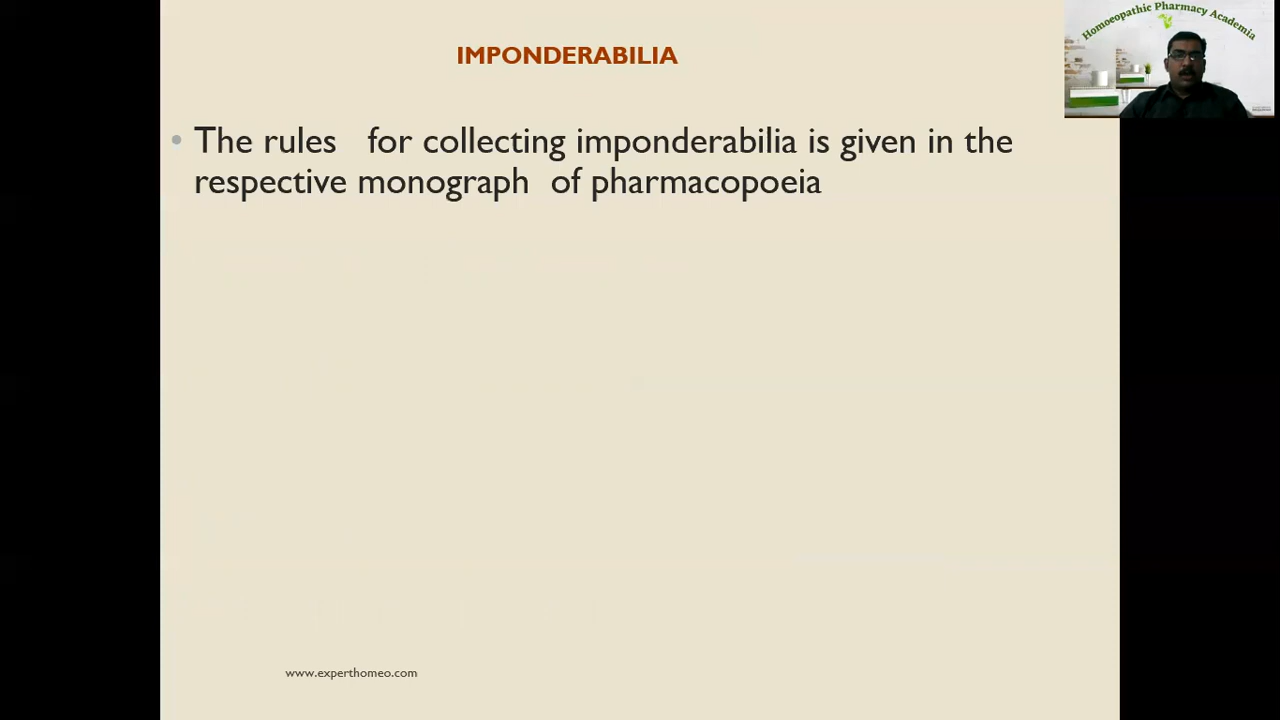 Homoeopathic Pharmacy Academia
IMPONDERABILIA
• The rules   for collecting imponderabilia is given in the
respective monograph  of pharmacopoeia
www.experthomeo.com